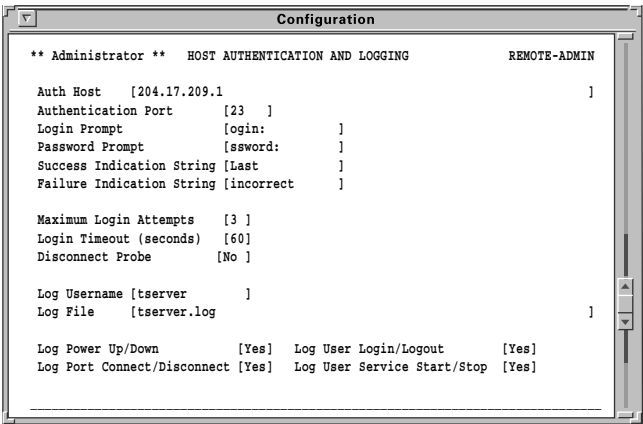 Configuration
** Administrator ** HOST AUTHENTICATION AND LOGGING REMOTE-ADMIN
Auth Host [204.17.209.1 ]
Authentication Port [23 ]
Login Prompt [ogin: ]
Password Prompt [ssword: ]
Success Indication String [Last ]
Failure Indication String [incorrect ]
Maximum Login Attempts [3 ]
Login Timeout (seconds) [60]
Disconnect Probe [No ]
Log Username [tserver ]
Log File [tserver.log ]
Log Power Up/Down [Yes] Log User Login/Logout [Yes]
Log Port Connect/Disconnect [Yes] Log User Service Start/Stop [Yes]